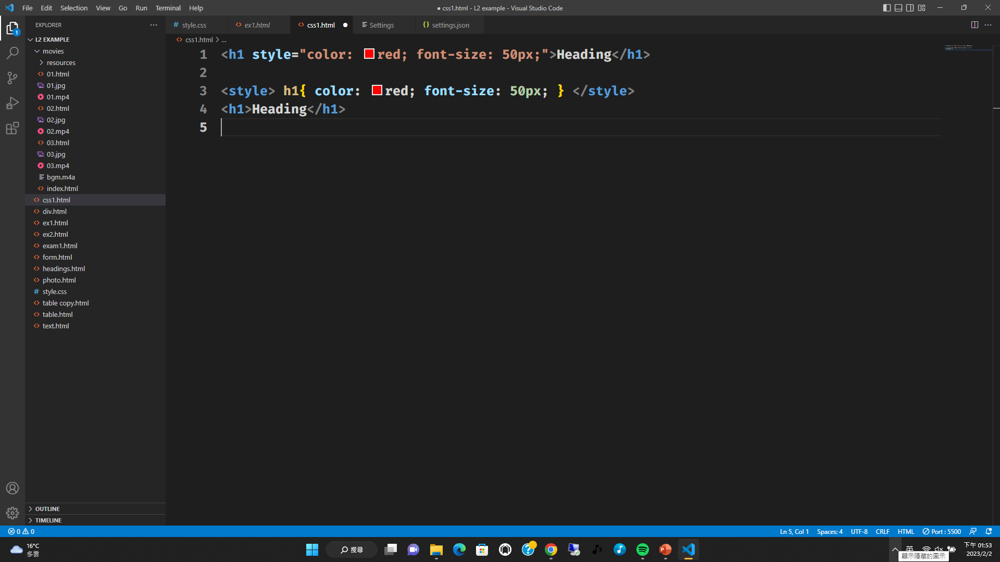 File Edit Selection View Go Run Terminal Help
● css1.html - L2 example - Visual Studio Code
EXPLORER
style.css
ex1.html
css1.html
Settings
settings.json
1
L2 EXAMPLE
movies
resources
01.html
01.jpg
01.mp4
02.html
02.jpg
02.mp4
03.html
03.jpg
03.mp4
bgm.m4a
index.html
css1.html
div.html
ex1.html
ex2.html
exam1.html
form.html
headings.html
photo.html
style.css
table copy.html
table.html
text.html
OUTLINE
TIMELINE
css1.html > ...
1 <h1 style="color: red; font-size: 50px;">Heading</h1>
2
3 <style> h1{ color: red; font-size: 50px; } </style>
4 <h1>Heading</h1>
5
0 0
Ln 5, Col 1 Spaces: 4 UTF-8 CRLF HTML Port : 5500
16°C
多雲
搜尋
英
下午 01:53
2023/2/2
顯示隱藏的圖示